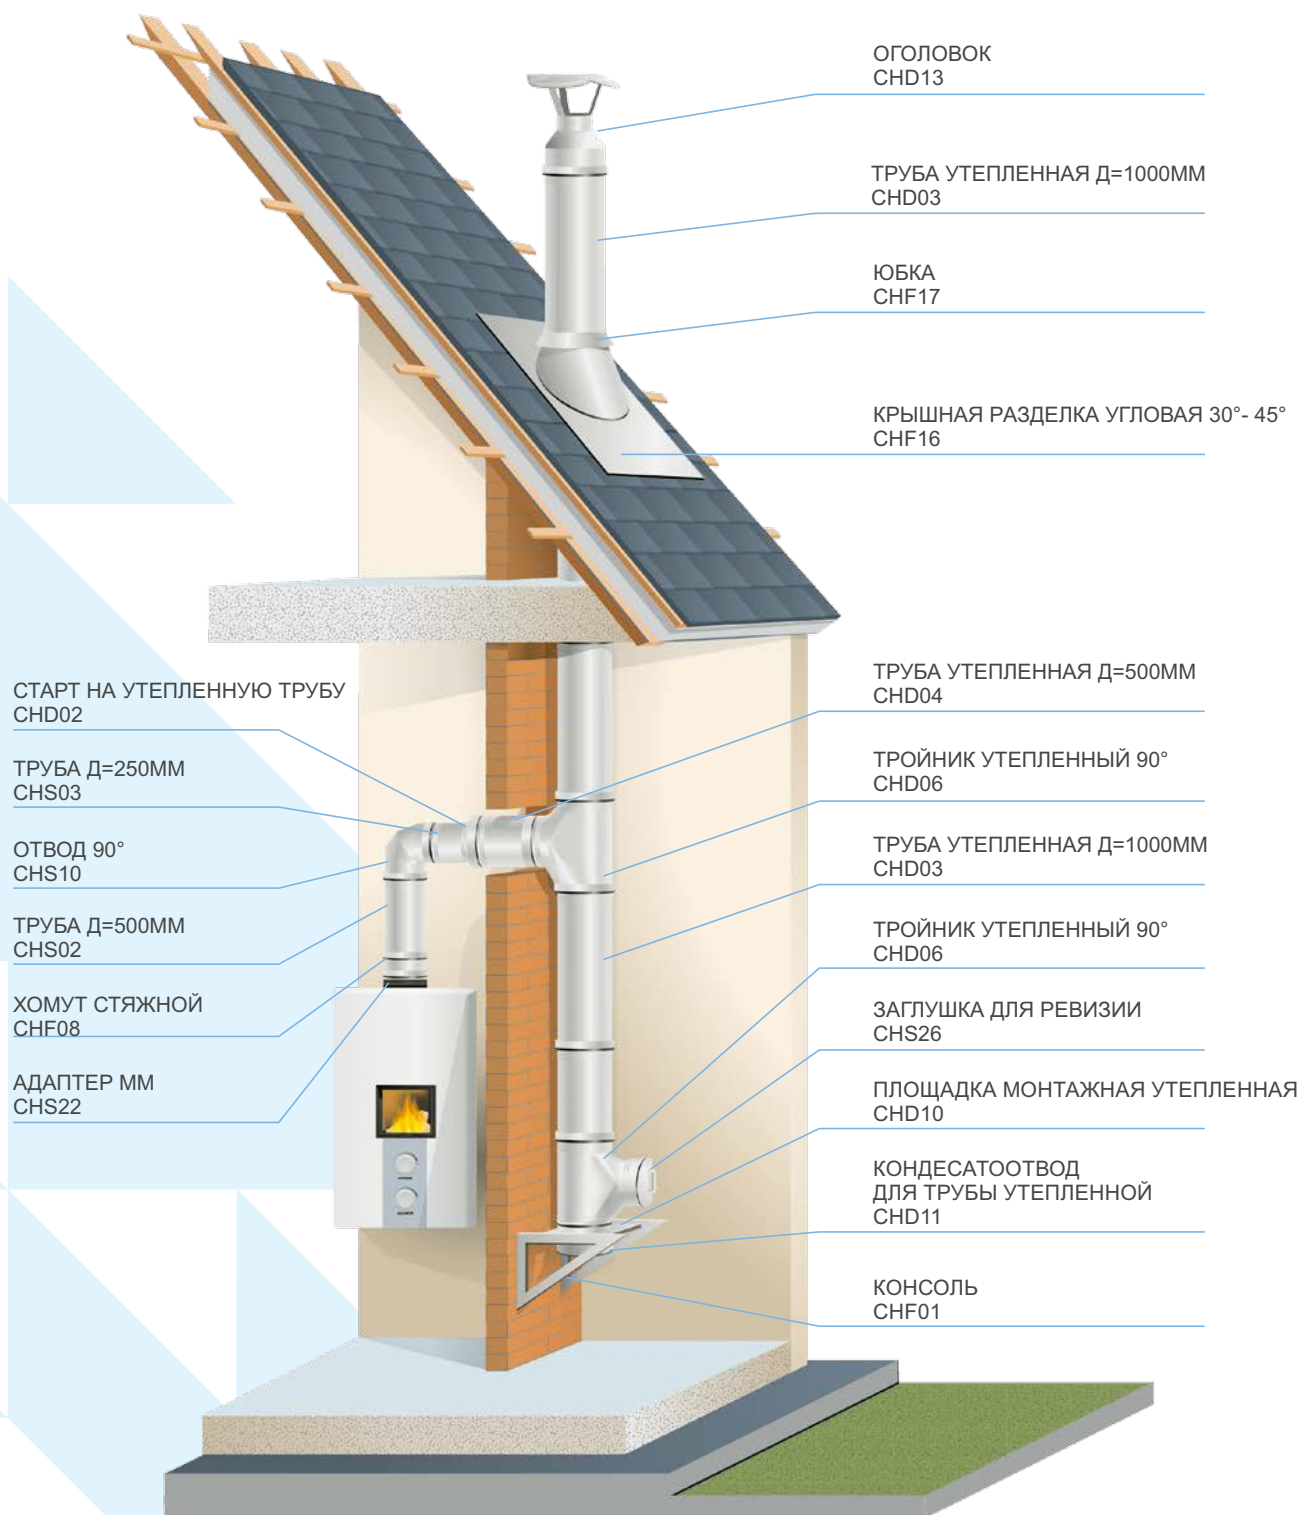 ОГОЛОВОК
CHD13
ТРУБА УТЕПЛЕННАЯ Д=1000ММ
CHD03
ЮБКА
CHF17
КРЫШНАЯ РАЗДЕЛКА УГЛОВАЯ 30°- 45°
CHF16
СТАРТ НА УТЕПЛЕННУЮ ТРУБУ
CHD02
ТРУБА Д=250ММ
CHS03
ОТВОД 90°
CHS10
ТРУБА Д=500ММ
CHS02
ХОМУТ СТЯЖНОЙ
CHF08
АДАПТЕР ММ
CHS22
ТРУБА УТЕПЛЕННАЯ Д=500ММ
CHD04
ТРОЙНИК УТЕПЛЕННЫЙ 90°
CHD06
ТРУБА УТЕПЛЕННАЯ Д=1000ММ
CHD03
ТРОЙНИК УТЕПЛЕННЫЙ 90°
CHD06
ЗАГЛУШКА ДЛЯ РЕВИЗИИ
CHS26
ПЛОЩАДКА МОНТАЖНАЯ УТЕПЛЕННАЯ
CHD10
КОНДЕСАТООТВОД
ДЛЯ ТРУБЫ УТЕПЛЕННОЙ
CHD11
КОНСОЛЬ
CHF01